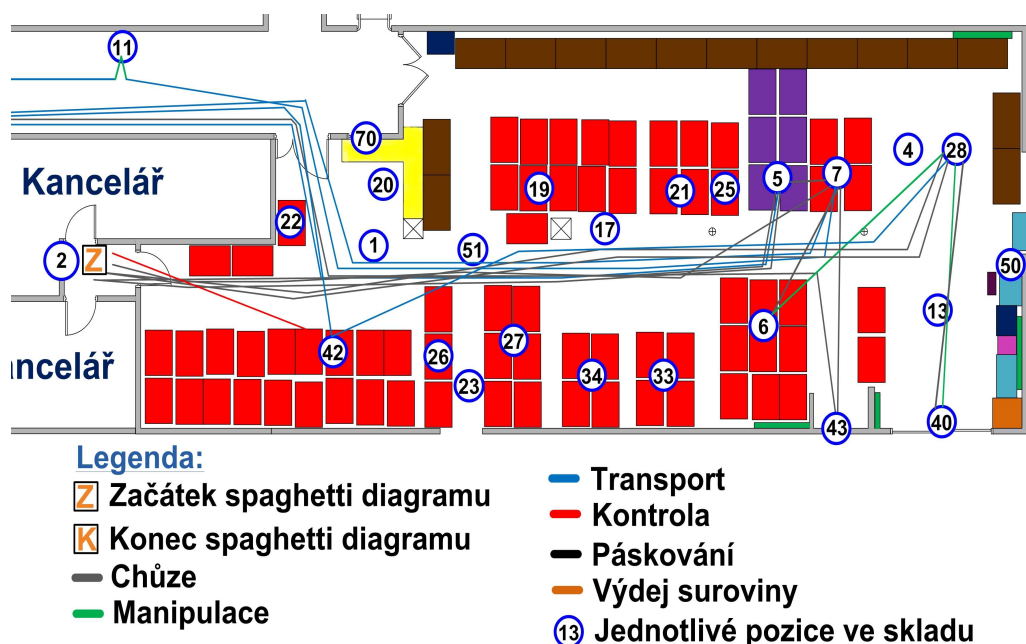 11
70
Kancelář
20
19
21
25
5
7
4
28
22
1
51
17
2
Z
50
13
6
42
26
27
23
34
33
43
40
ncelář
Legenda:
Z Začátek spaghetti diagramu
K Konec spaghetti diagramu
Chůze
Manipulace
Transport
Kontrola
Páskování
Výdej suroviny
13 Jednotlivé pozice ve skladu